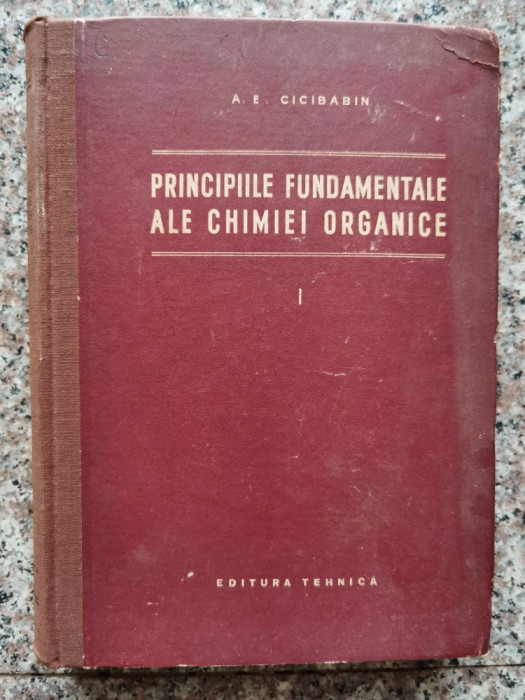 A. E. CICIBABIN
PRINCIPIILE FUNDAMENTALE
ALE CHIMIEI ORGANICE
I
EDITURA TEHNICĂ